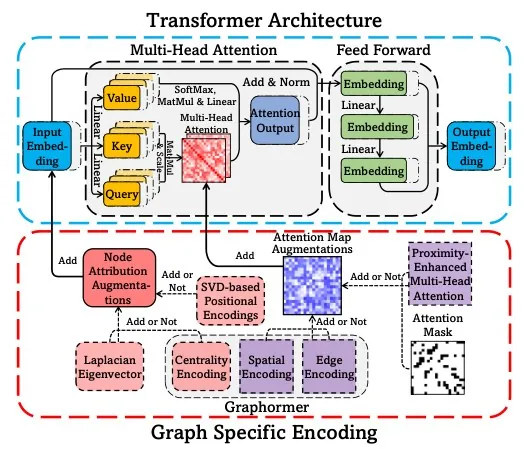 Transformer Architecture
Multi-Head Attention
Feed Forward
Input
Embed-
ding
Linear
Linear
Value
Key
Query
MatMul
& Scale
SoftMax,
MatMul & Linear
Multi-Head
Attention
Add & Norm
Attention
Output
Embedding
Linear
Embedding
Linear
Embedding
Output
Embed-
ding
Add
Node
Attribution
Augmenta-
tions
Add or
Not
SVD-based
Positional
Encodings
Add
Attention Map
Augmentations
Add or Not
Proximity-
Enhanced
Multi-Head
Attention
Attention
Mask
Add or Not
Add or Not
Laplacian
Eigenvector
Centrality
Encoding
Spatial
Encoding
Edge
Encoding
Graphormer
Graph Specific Encoding